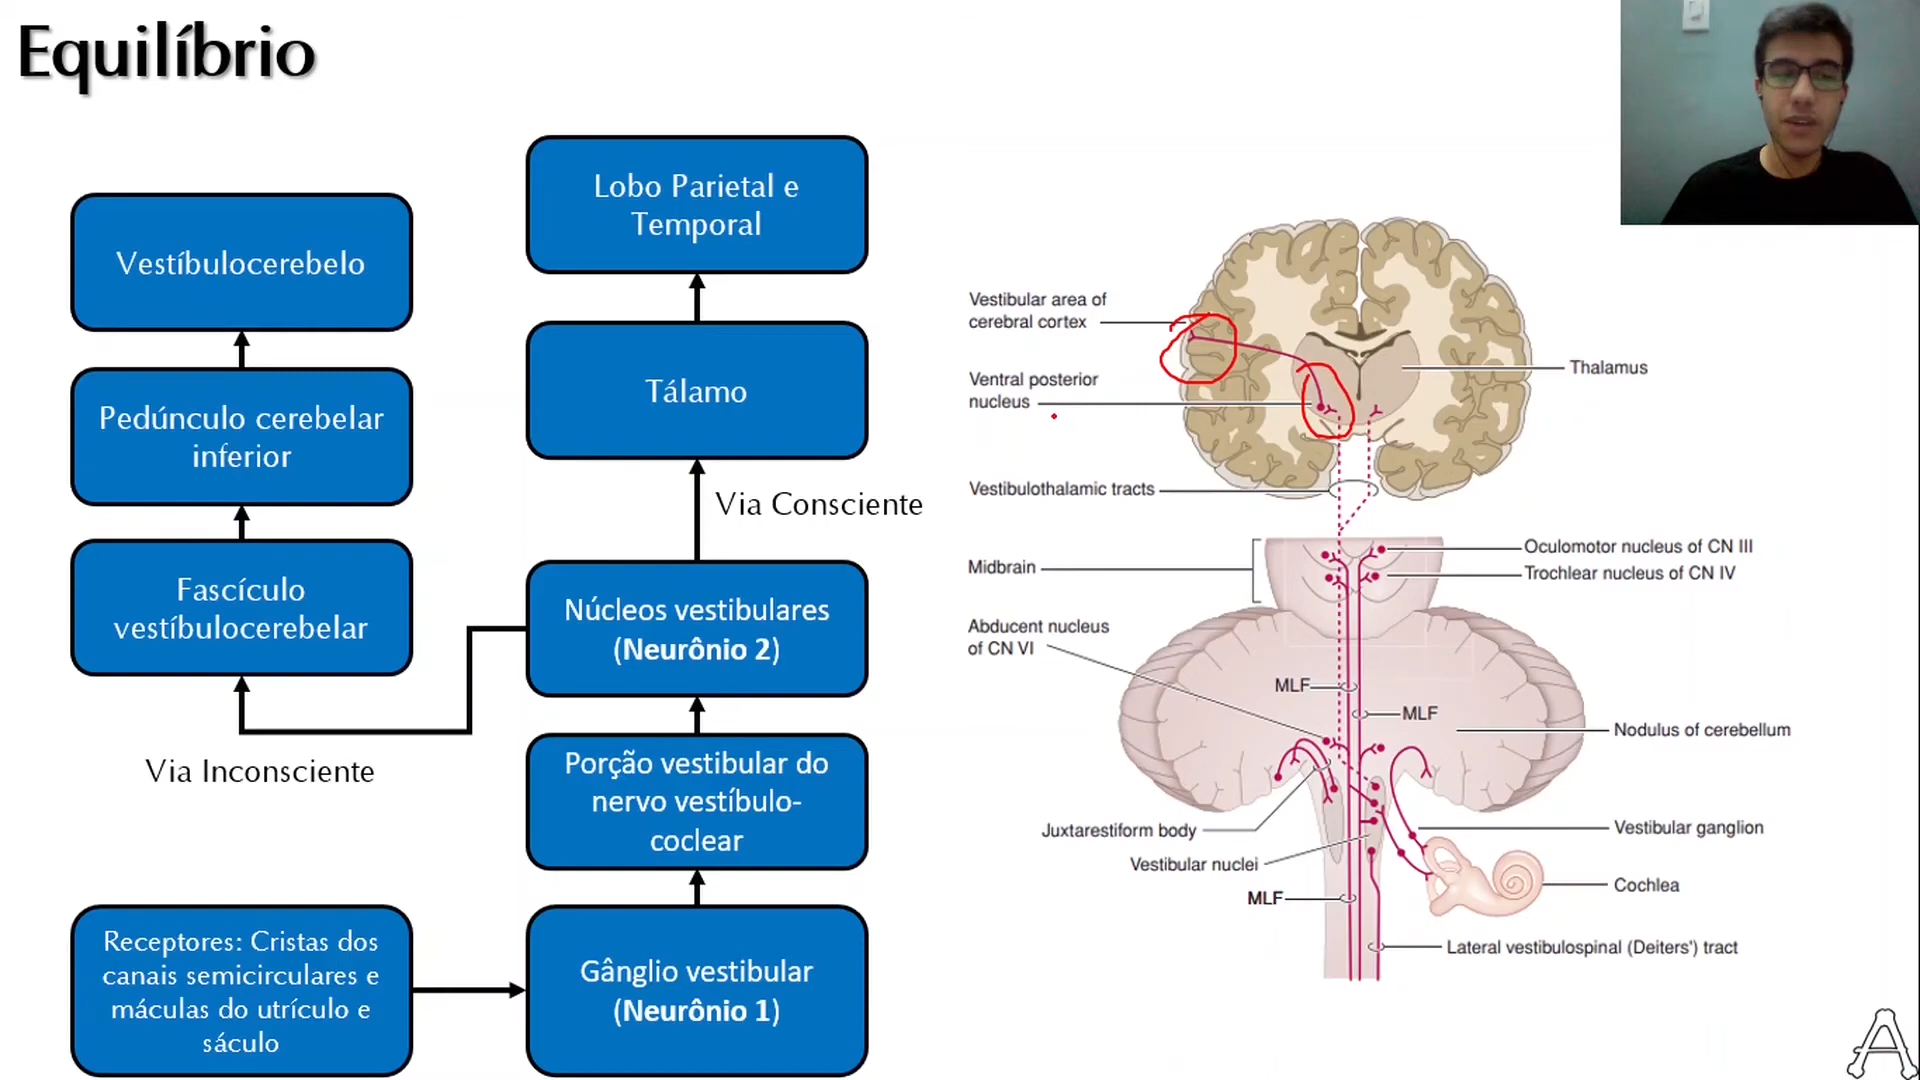 Equilíbrio
Lobo Parietal e
Temporal
Vestíbulocerebelo
Tálamo
Pedúnculo cerebelar
inferior
Via Consciente
Fascículo
vestíbulocerebelar
Núcleos vestibulares
(Neurônio 2)
Via Inconsciente
Porção vestibular do
nervo vestíbulo-
coclear
Receptores: Cristas dos
canais semicirculares e
máculas do utrículo e
sáculo
Gânglio vestibular
(Neurônio 1)
Vestibular area of
cerebral cortex
Thalamus
Ventral posterior
nucleus
Vestibulothalamic tracts
Oculomotor nucleus of CN III
Midbrain
Trochlear nucleus of CN IV
Abducent nucleus
of CN VI
MLF
MLF
Nodulus of cerebellum
Juxtarestiform body
Vestibular ganglion
Vestibular nuclei
Cochlea
MLF
Lateral vestibulospinal (Deiters') tract
A